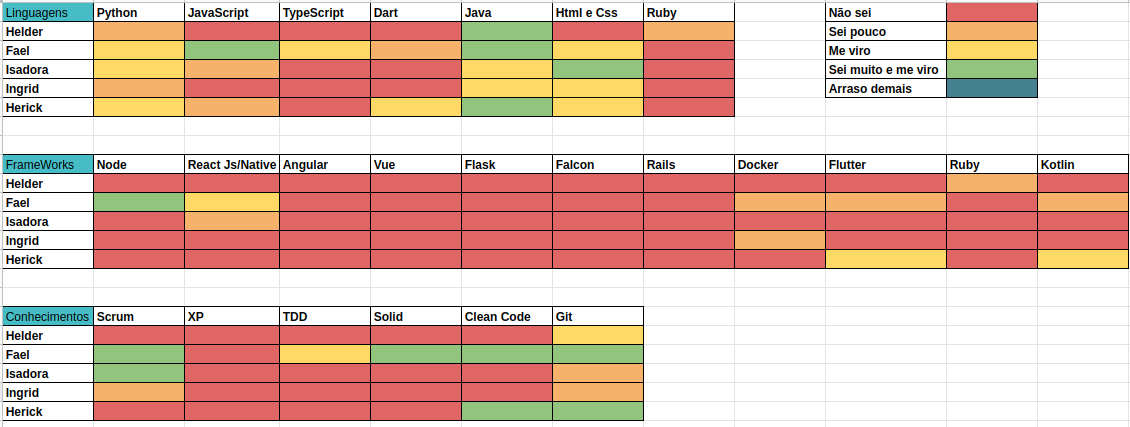 Linguagens Python JavaScript TypeScript Dart Java Html e Css Ruby Não sei
Helder Sei pouco
Fael Me viro
Isadora Sei muito e me viro
Ingrid Arraso demais
Herick
FrameWorks Node React Js/Native Angular Vue Flask Falcon Rails Docker Flutter Ruby Kotlin
Helder
Fael
Isadora
Ingrid
Herick
Conhecimentos Scrum XP TDD Solid Clean Code Git
Helder
Fael
Isadora
Ingrid
Herick